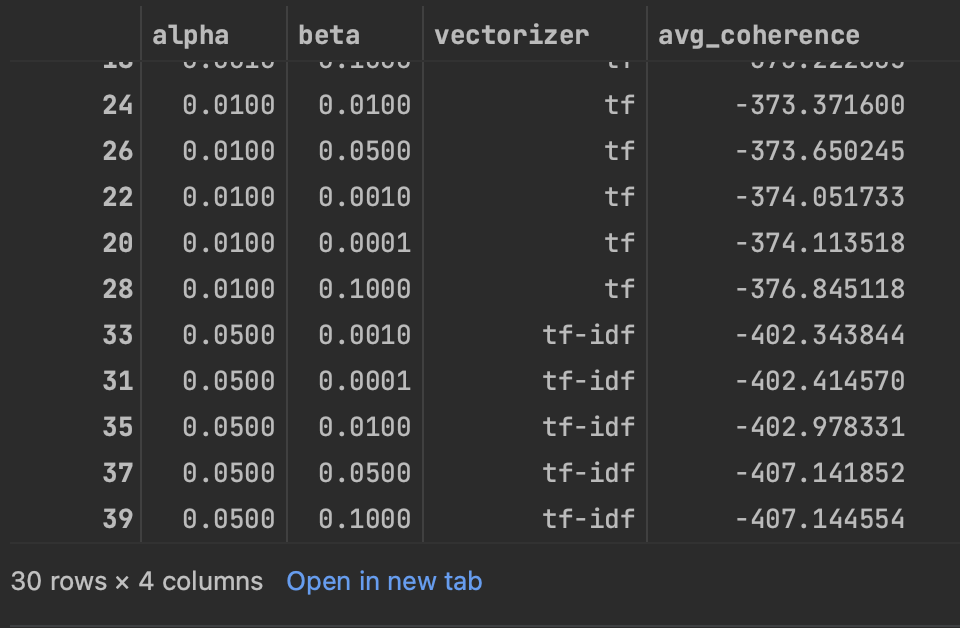 alpha beta vectorizer avg_coherence
24 0.0100 0.0100 tf -373.371600
26 0.0100 0.0500 tf -373.650245
22 0.0100 0.0010 tf -374.051733
20 0.0100 0.0001 tf -374.113518
28 0.0100 0.1000 tf -376.845118
33 0.0500 0.0010 tf-idf -402.343844
31 0.0500 0.0001 tf-idf -402.414570
35 0.0500 0.0100 tf-idf -402.978331
37 0.0500 0.0500 tf-idf -407.141852
39 0.0500 0.1000 tf-idf -407.144554
30 rows × 4 columns Open in new tab